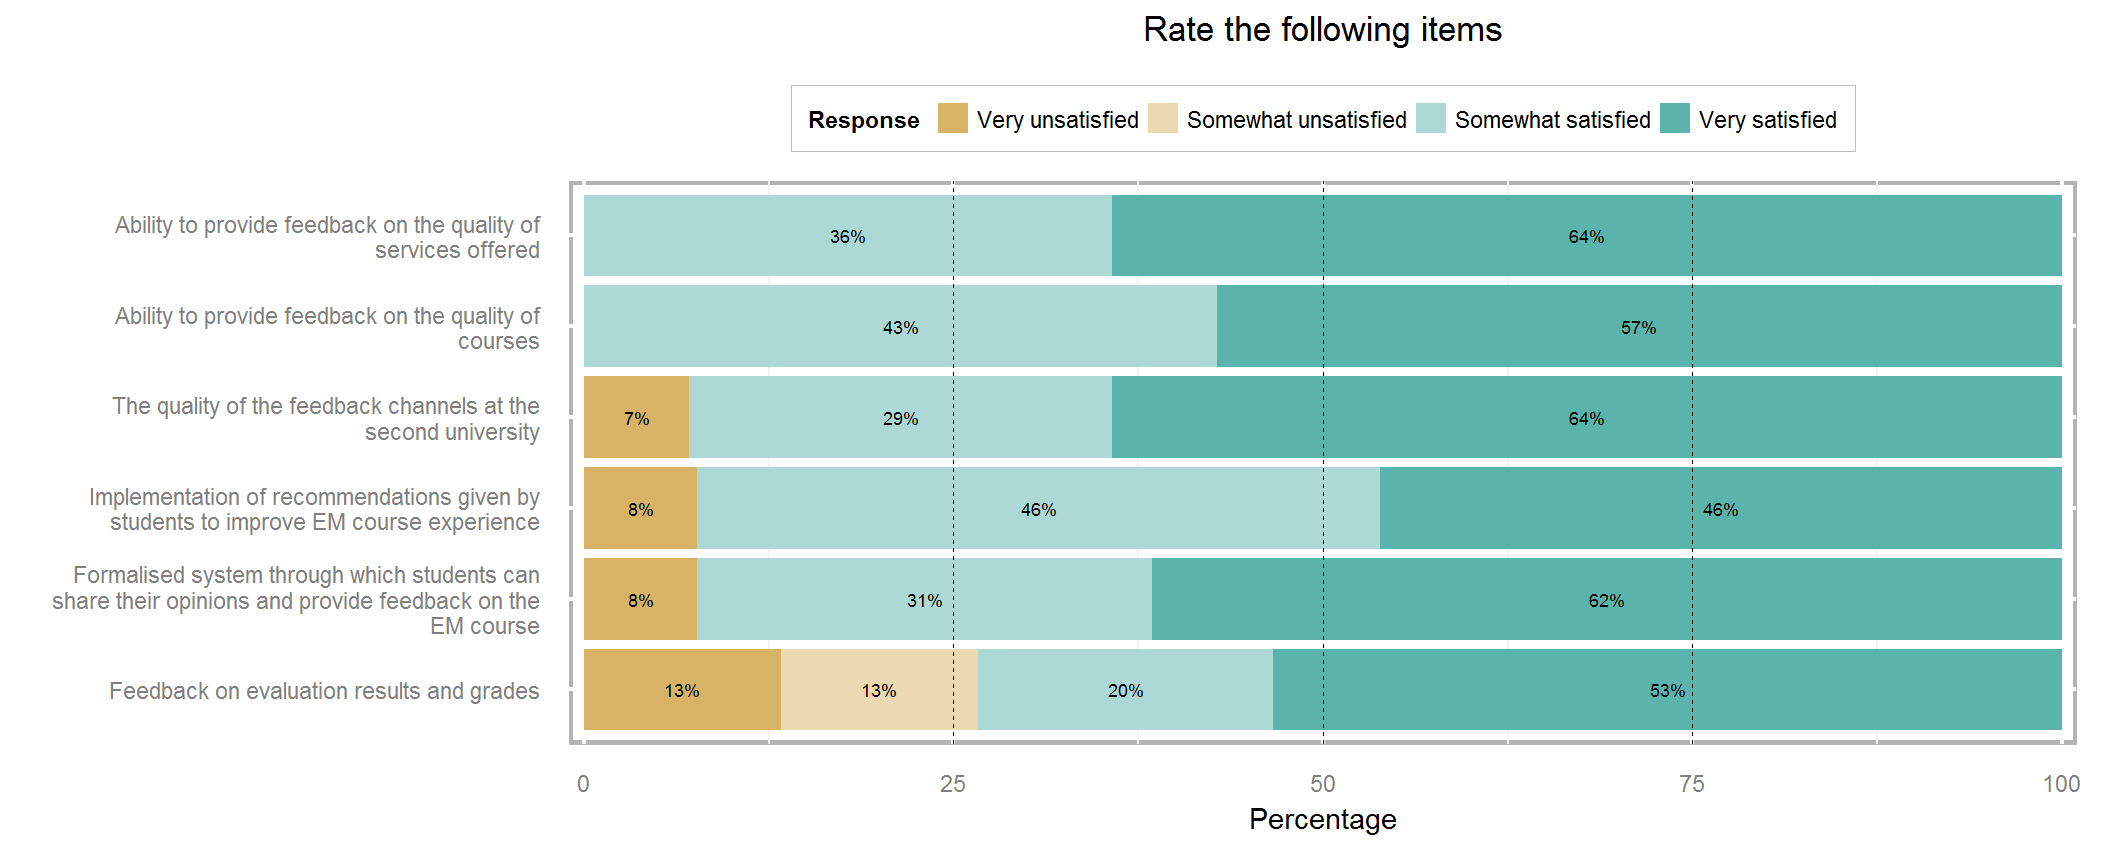 Rate the following items
Response Very unsatisfied Somewhat unsatisfied Somewhat satisfied Very satisfied
Ability to provide feedback on the quality of
services offered
36% 64%
Ability to provide feedback on the quality of
courses
43% 57%
The quality of the feedback channels at the
second university
7% 29% 64%
Implementation of recommendations given by
students to improve EM course experience
8% 46% 46%
Formalised system through which students can
share their opinions and provide feedback on the
EM course
8% 31% 62%
Feedback on evaluation results and grades
13% 13% 20% 53%
0 25 50 75 100
Percentage